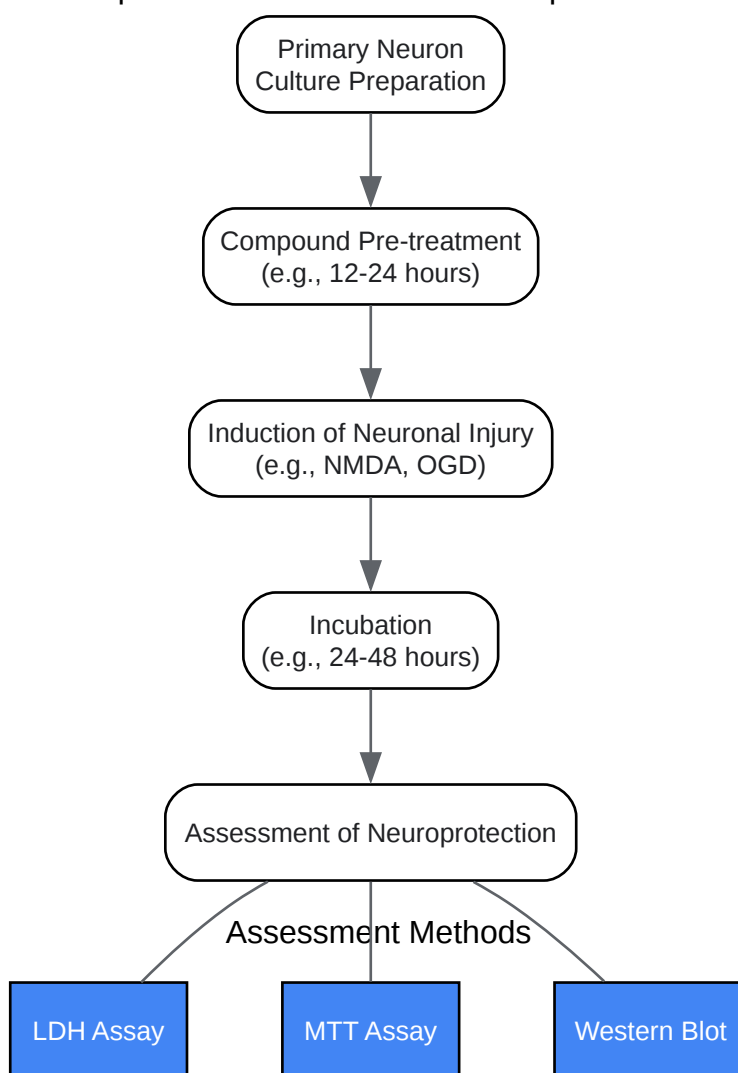 Primary Neuron
Culture Preparation
Compound Pre-treatment
(e.g., 12-24 hours)
Induction of Neuronal Injury
(e.g., NMDA, OGD)
Incubation
(e.g., 24-48 hours)
Assessment of Neuroprotection
Assessment Methods
LDH Assay
MTT Assay
Western Blot